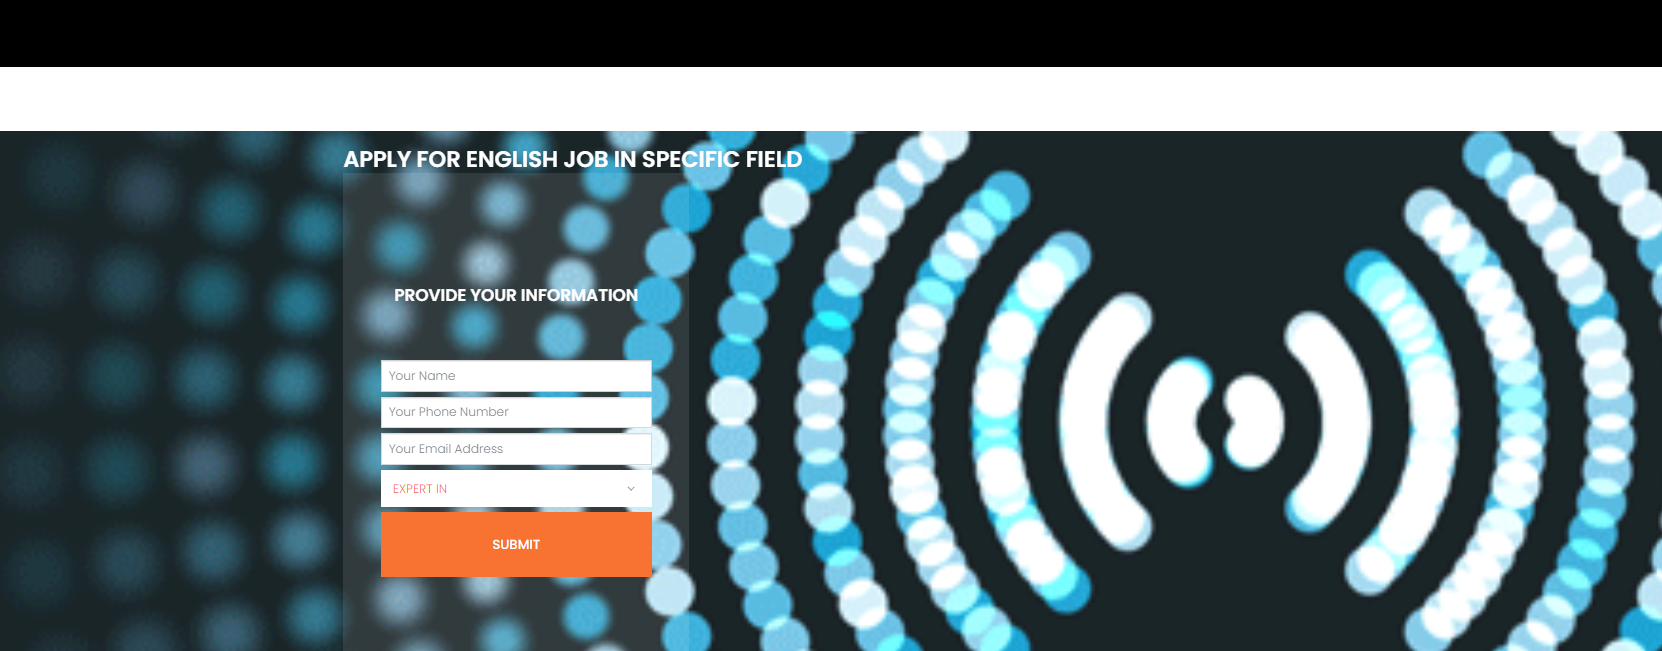 APPLY FOR ENGLISH JOB IN SPECIFIC FIELD
PROVIDE YOUR INFORMATION
Your Name
Your Phone Number
Your Email Address
EXPERT IN
SUBMIT